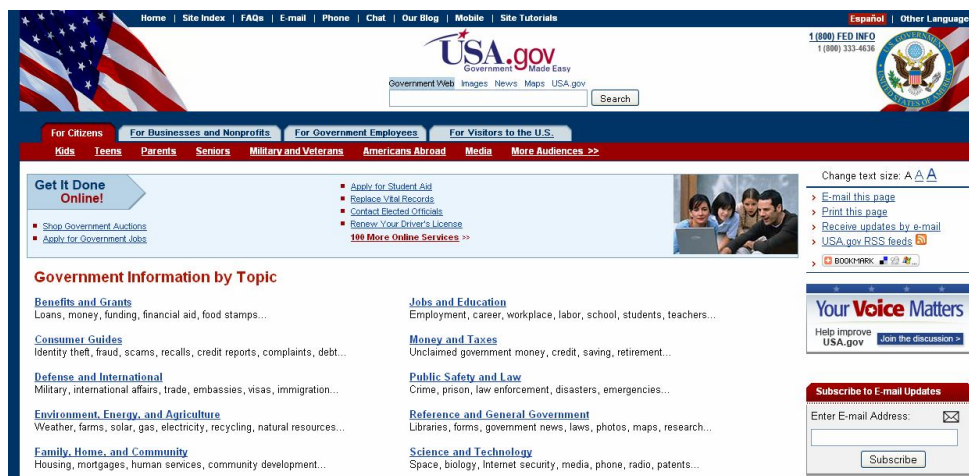 Home | Site Index | FAQs | E-mail | Phone | Chat | Our Blog | Mobile | Site Tutorials
Español | Other Language
1 (800) FED INFO
1 (800) 333-4636
USA.gov
Government Made Easy
Government Web Images News Maps USA.gov
Search
For Citizens
For Businesses and Nonprofits
For Government Employees
For Visitors to the U.S.
Kids Teens Parents Seniors Military and Veterans Americans Abroad Media More Audiences >>
Get It Done
Online!
Shop Government Auctions
Apply for Government Jobs
Apply for Student Aid
Replace Vital Records
Contact Elected Officials
Renew Your Driver's License
100 More Online Services >>
Change text size: A A A
E-mail this page
Print this page
Receive updates by e-mail
USA.gov RSS feeds
BOOKMARK
Government Information by Topic
Benefits and Grants
Loans, money, funding, financial aid, food stamps...
Consumer Guides
Identity theft, fraud, scams, recalls, credit reports, complaints, debt...
Defense and International
Military, international affairs, trade, embassies, visas, immigration...
Environment, Energy, and Agriculture
Weather, farms, solar, gas, electricity, recycling, natural resources...
Family, Home, and Community
Housing, mortgages, human services, community development...
Jobs and Education
Employment, career, workplace, labor, school, students, teachers...
Money and Taxes
Unclaimed government money, credit, saving, retirement...
Public Safety and Law
Crime, prison, law enforcement, disasters, emergencies...
Reference and General Government
Libraries, forms, government news, laws, photos, maps, research...
Science and Technology
Space, biology, Internet security, media, phone, radio, patents...
Your Voice Matters
Help improve
USA.gov
Join the discussion >
Subscribe to E-mail Updates
Enter E-mail Address:
Subscribe